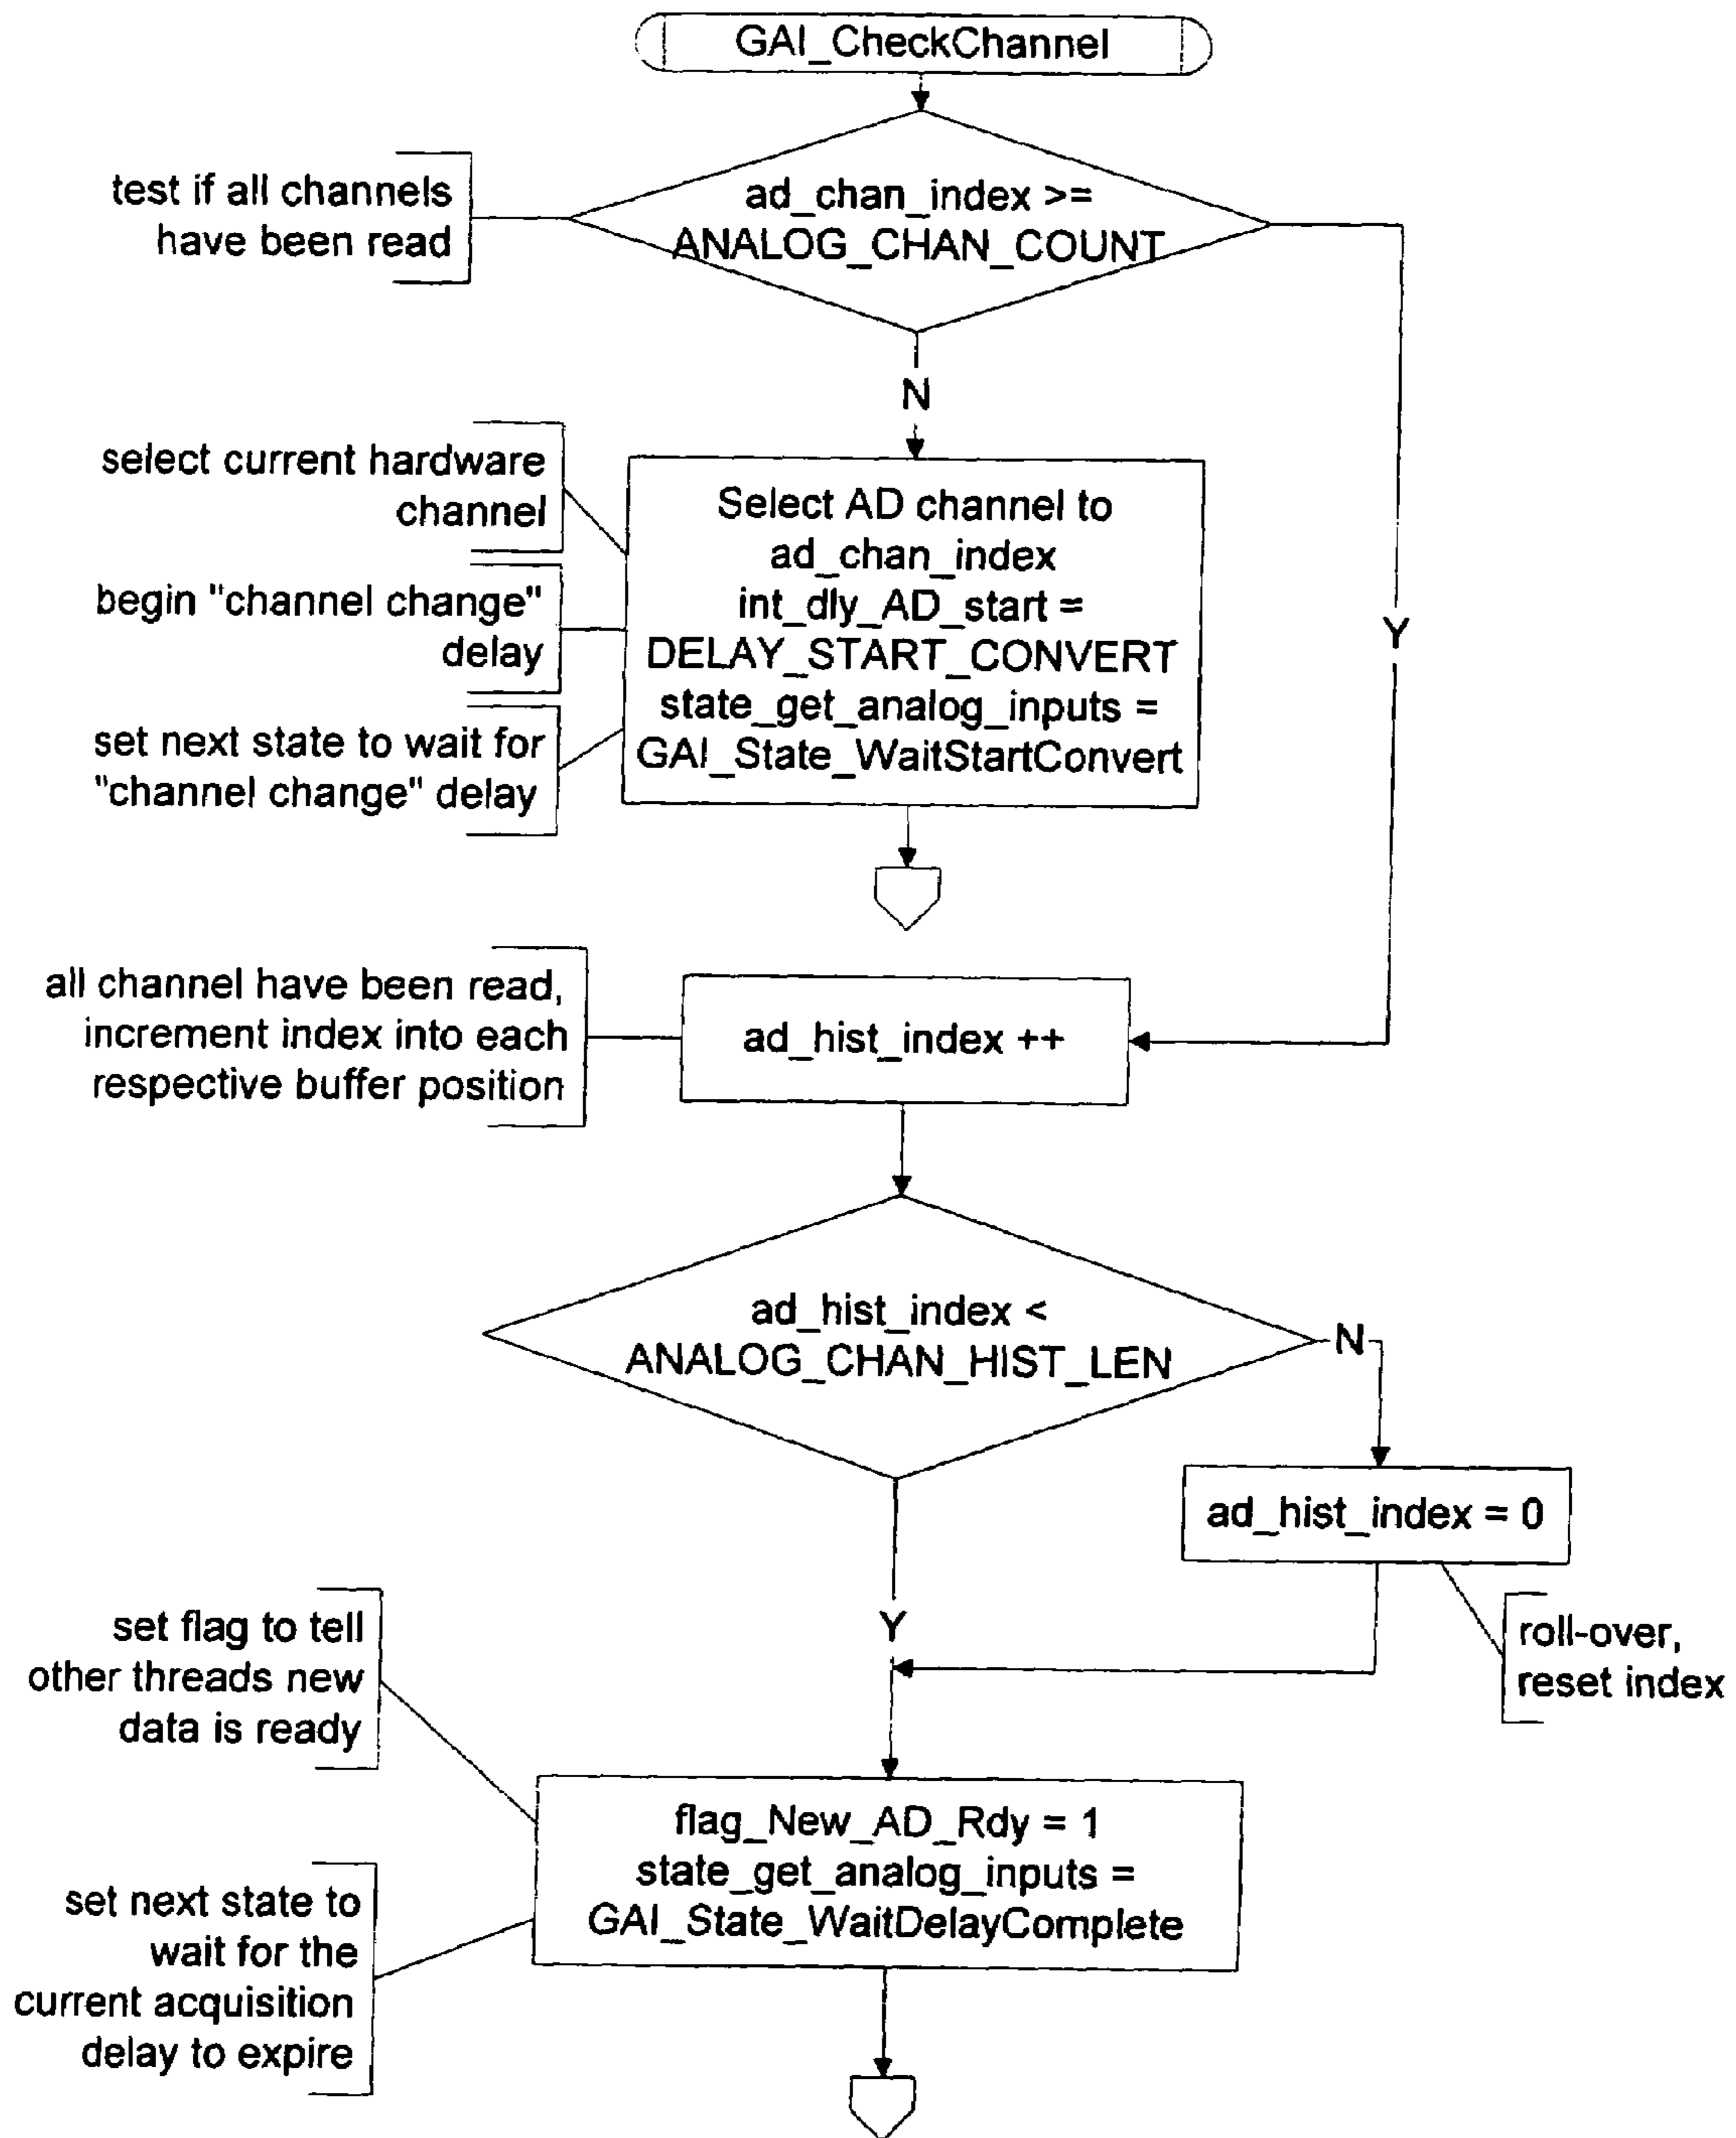 GAI_CheckChannel
test if all channels
have been read
ad_chan_index >=
ANALOG_CHAN_COUNT
N
Y
select current hardware
channel
begin "channel change"
delay
set next state to wait for
"channel change" delay
Select AD channel to
ad_chan_index
int_dly_AD_start =
DELAY_START_CONVERT
state_get_analog_inputs =
GAI_State_WaitStartConvert
all channel have been read,
increment index into each
respective buffer position
ad_hist_index ++
ad_hist_index <
ANALOG_CHAN_HIST_LEN
N
ad_hist_index = 0
roll-over,
reset index
Y
set flag to tell
other threads new
data is ready
set next state to
wait for the
current acquisition
delay to expire
flag_New_AD_Rdy = 1
state_get_analog_inputs =
GAI_State_WaitDelayComplete